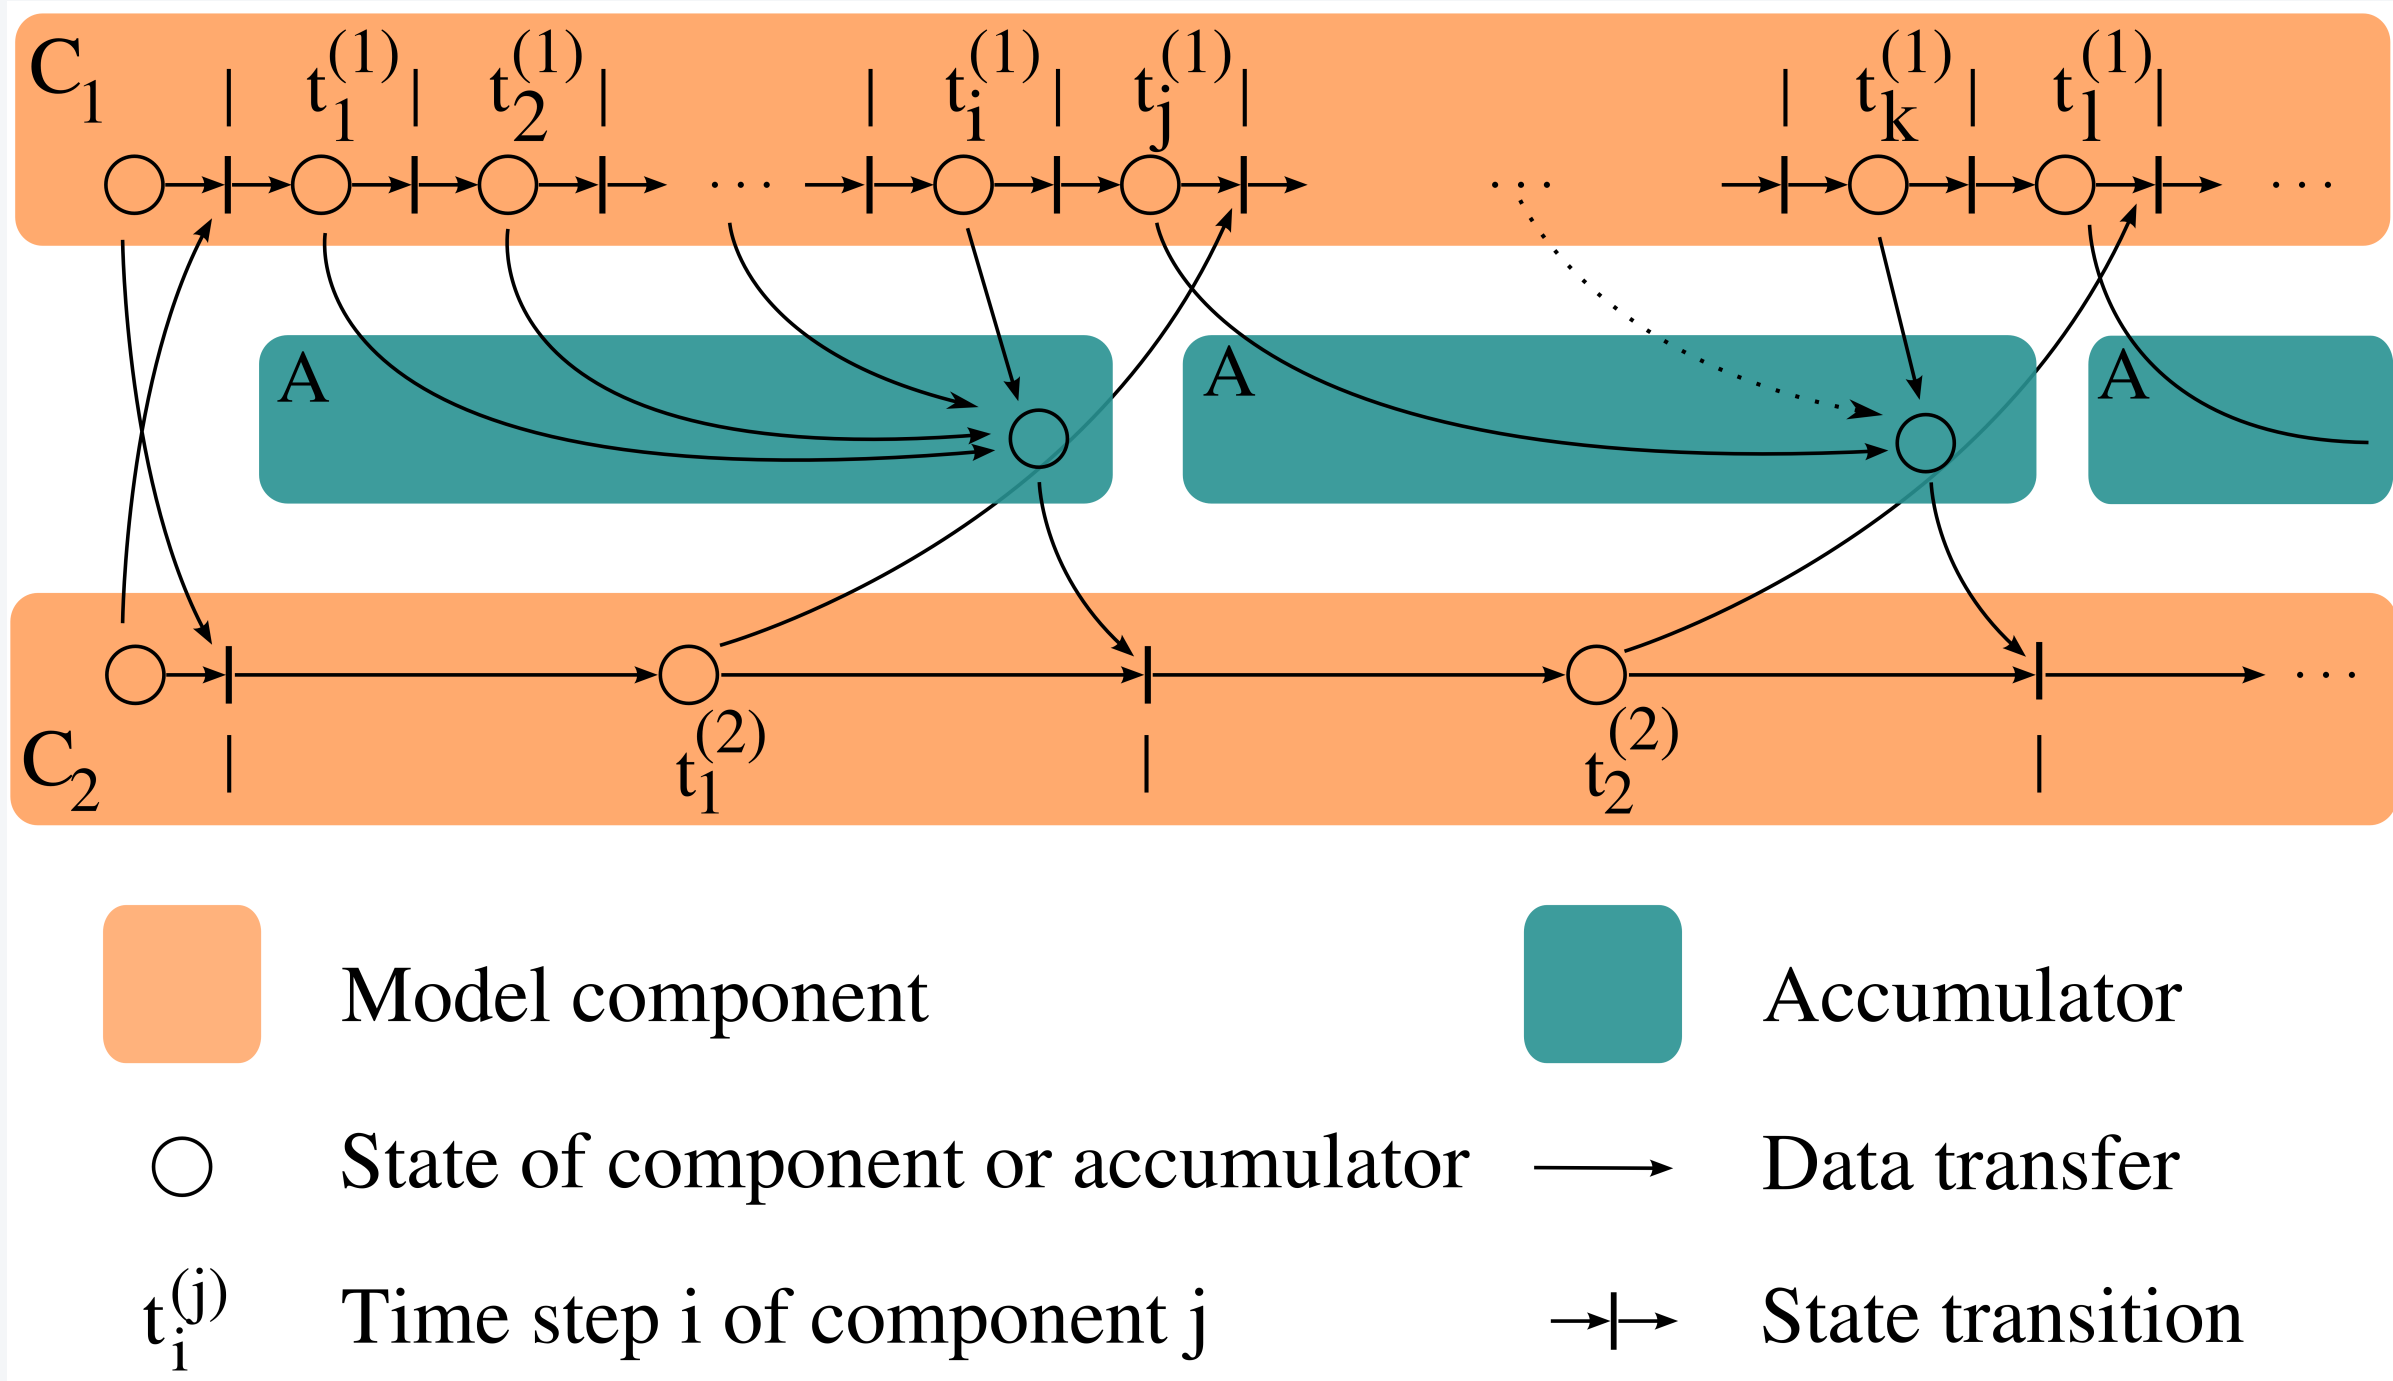 C₁ | t₁⁽¹⁾ | t₂⁽¹⁾ | | tᵢ⁽¹⁾ | tⱼ⁽¹⁾ | | tₖ⁽¹⁾ | tₗ⁽¹⁾ |
... ... ...
A A A
...
C₂ | t₁⁽²⁾ | t₂⁽²⁾ |
Model component
Accumulator
State of component or accumulator
Data transfer
tᵢ⁽ʲ⁾ Time step i of component j
State transition